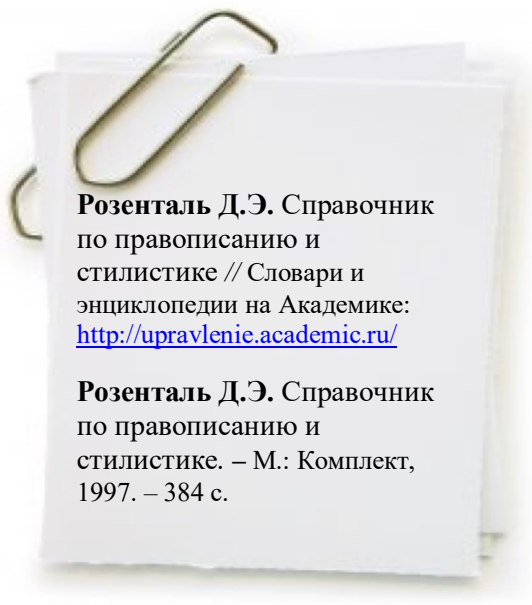 Розенталь Д.Э. Справочник
по правописанию и
стилистике // Словари и
энциклопедии на Академике:
http://upravlenie.academic.ru/
Розенталь Д.Э. Справочник
по правописанию и
стилистике. – М.: Комплект,
1997. – 384 с.